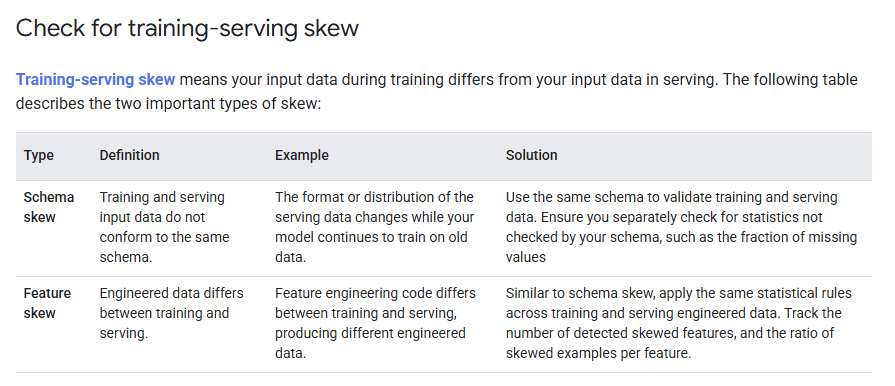 Check for training-serving skew
Training-serving skew means your input data during training differs from your input data in serving. The following table
describes the two important types of skew:
Type
Definition
Example
Solution
Schema
skew
Training and serving
input data do not
conform to the same
schema.
The format or distribution of the
serving data changes while your
model continues to train on old
data.
Use the same schema to validate training and serving
data. Ensure you separately check for statistics not
checked by your schema, such as the fraction of missing
values
Feature
skew
Engineered data differs
between training and
serving.
Feature engineering code differs
between training and serving,
producing different engineered
data.
Similar to schema skew, apply the same statistical rules
across training and serving engineered data. Track the
number of detected skewed features, and the ratio of
skewed examples per feature.